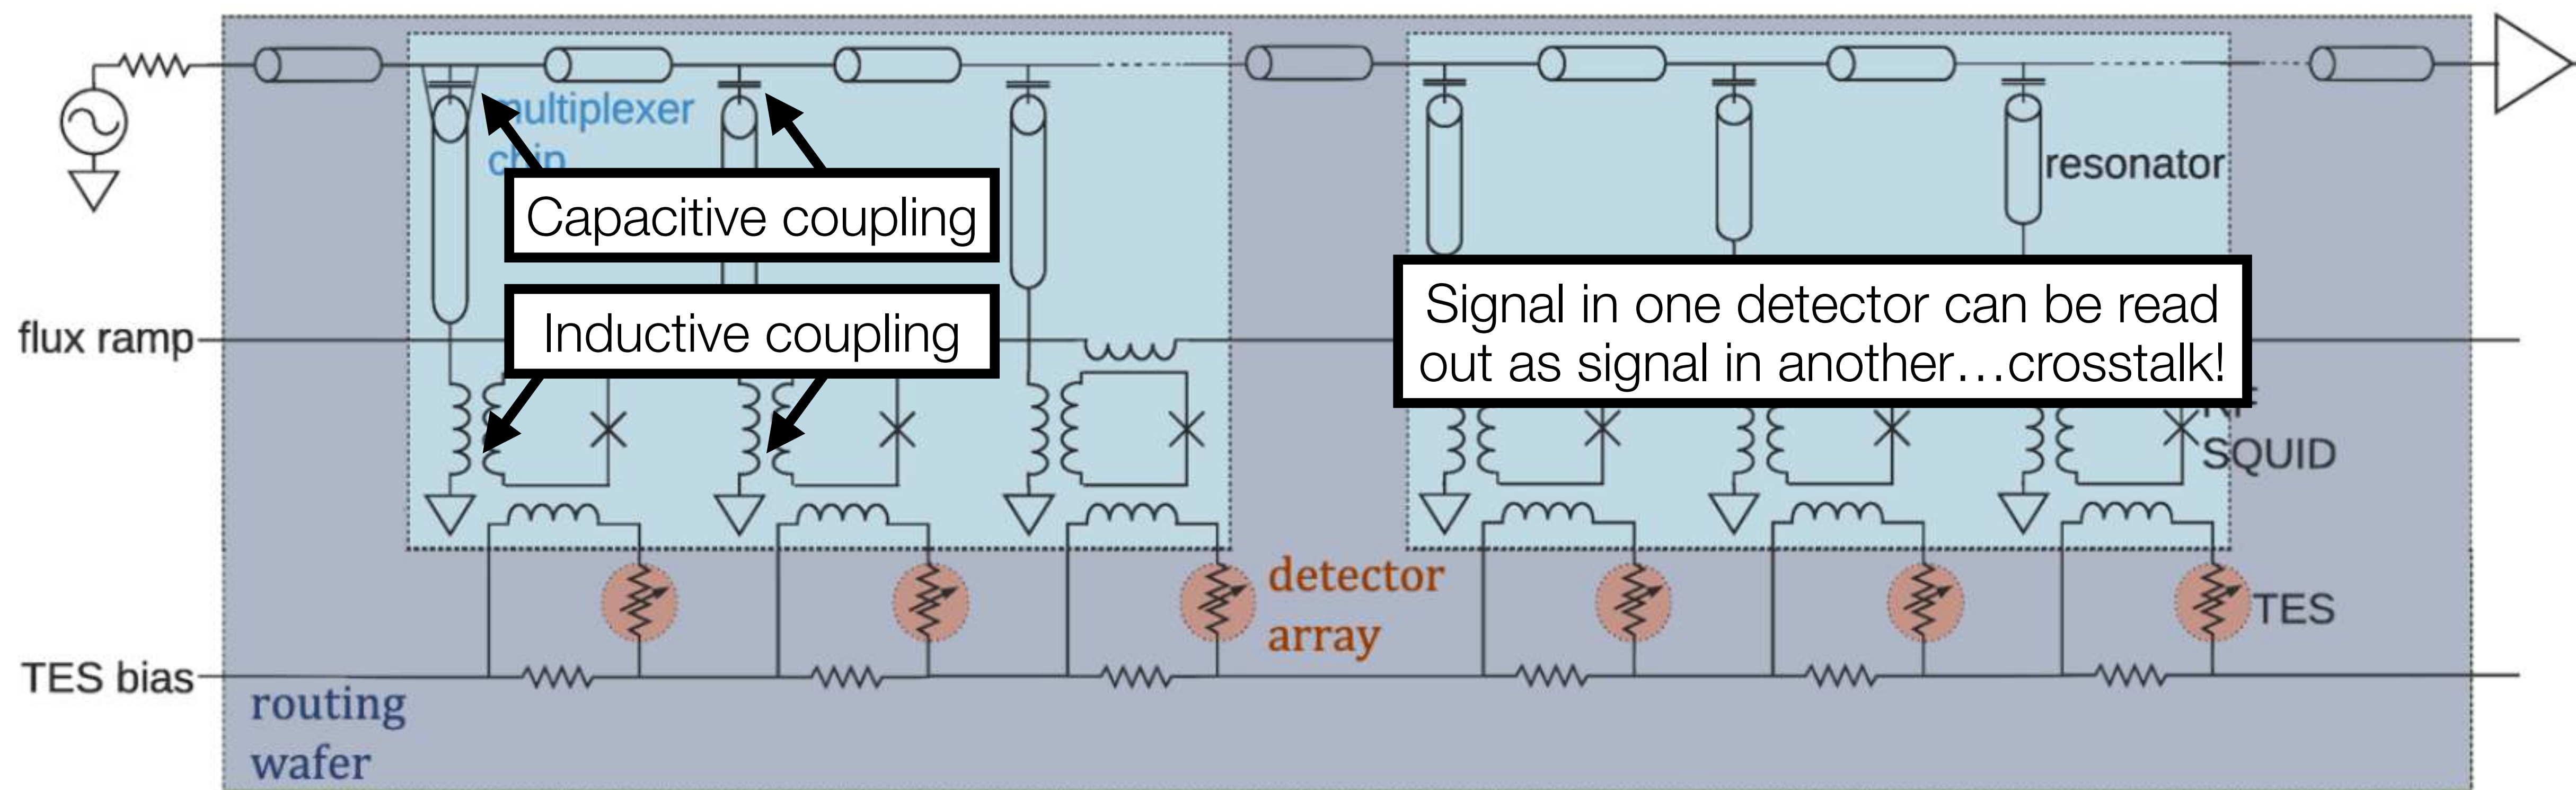 multiplexer
chip
Capacitive coupling
resonator
flux ramp
Inductive coupling
Signal in one detector can be read
out as signal in another...crosstalk!
RF
SQUID
detector
array
TES
TES bias
routing
wafer